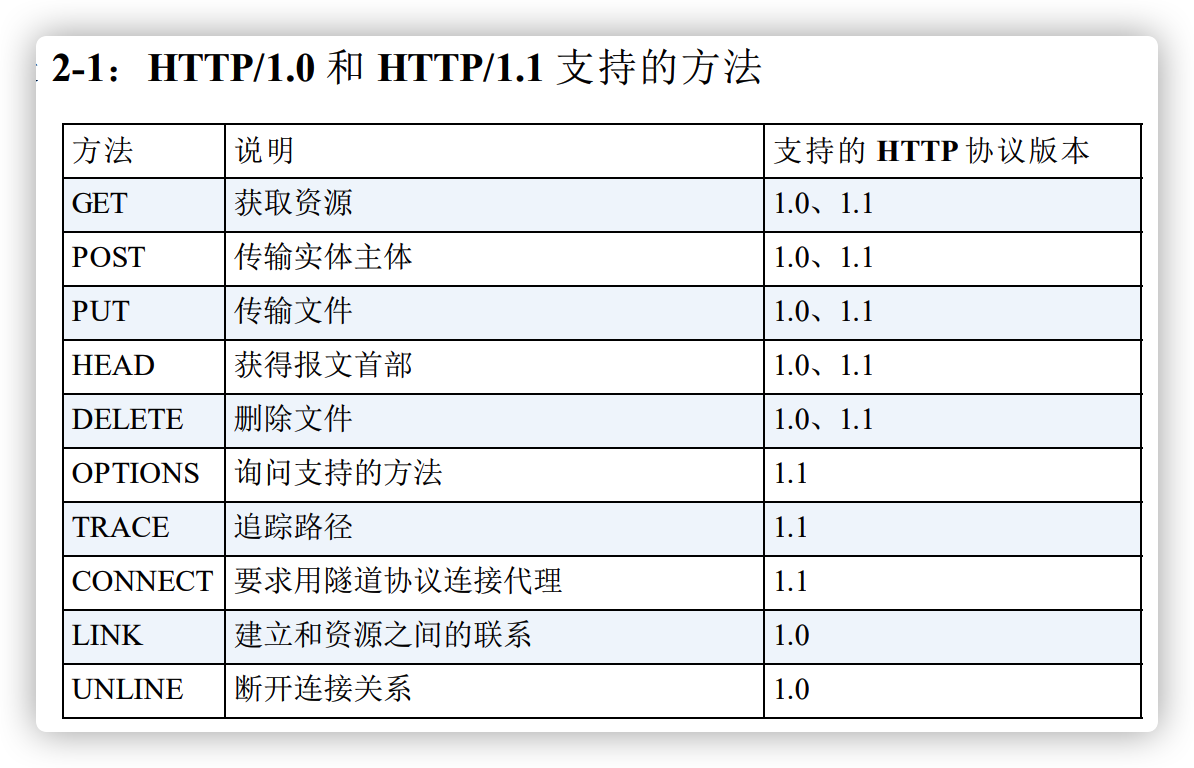 2-1：HTTP/1.0 和 HTTP/1.1 支持的方法
方法 说明 支持的 HTTP 协议版本
GET 获取资源 1.0、1.1
POST 传输实体主体 1.0、1.1
PUT 传输文件 1.0、1.1
HEAD 获得报文首部 1.0、1.1
DELETE 删除文件 1.0、1.1
OPTIONS 询问支持的方法 1.1
TRACE 追踪路径 1.1
CONNECT 要求用隧道协议连接代理 1.1
LINK 建立和资源之间的联系 1.0
UNLINE 断开连接关系 1.0